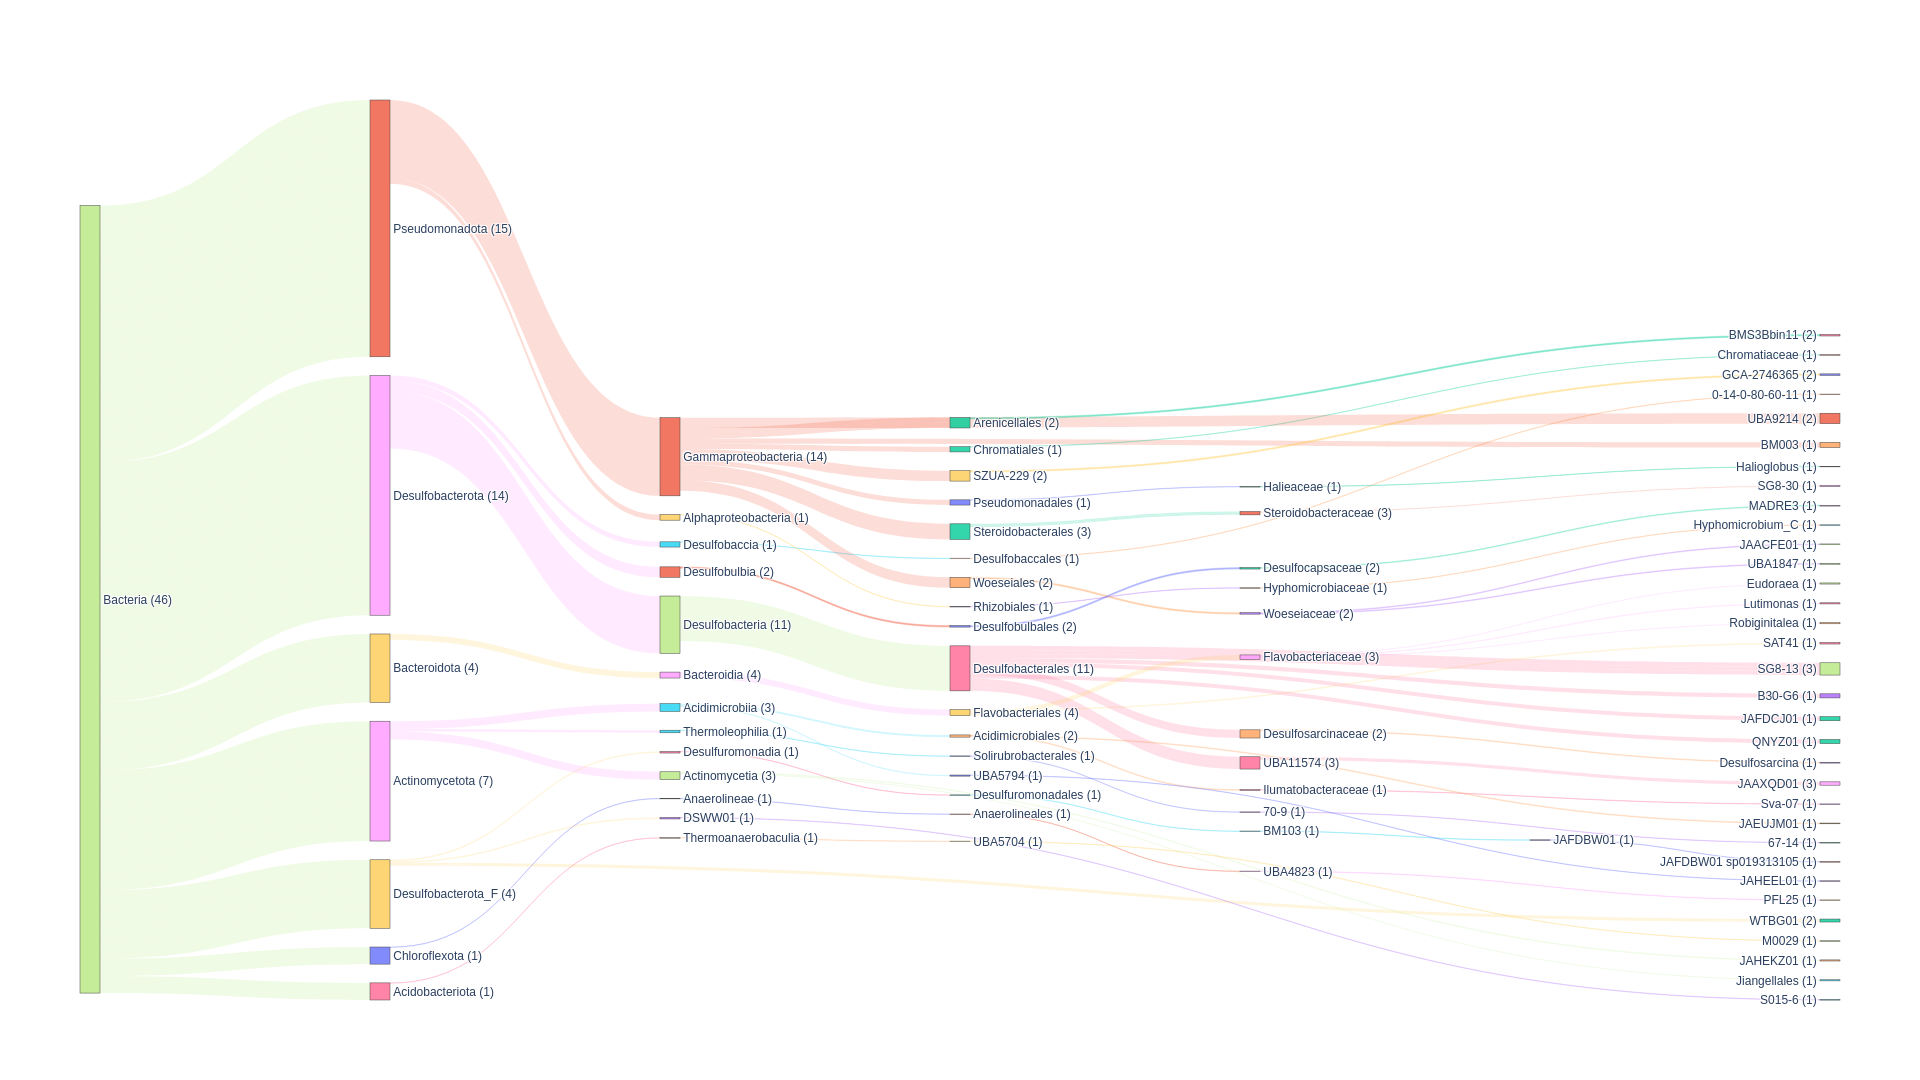 Bacteria (46)
Pseudomonadota (15)
Desulfobacterota (14)
Bacteroidota (4)
Actinomycetota (7)
Desulfobacterota_F (4)
Chloroflexota (1)
Acidobacteriota (1)
Gammaproteobacteria (14)
Alphaproteobacteria (1)
Desulfobaccia (1)
Desulfobulbia (2)
Desulfobacteria (11)
Bacteroidia (4)
Acidimicrobiia (3)
Thermoleophilia (1)
Desulfuromonadia (1)
Actinomycetia (3)
Anaerolineae (1)
DSWW01 (1)
Thermoanaerobaculia (1)
Arenicellales (2)
Chromatiales (1)
SZUA-229 (2)
Pseudomonadales (1)
Steroidobacterales (3)
Desulfobaccales (1)
Woeseiales (2)
Rhizobiales (1)
Desulfobulbales (2)
Desulfobacterales (11)
Flavobacteriales (4)
Acidimicrobiales (2)
Solirubrobacterales (1)
UBA5794 (1)
Desulfuromonadales (1)
Anaerolineales (1)
UBA5704 (1)
Halieaceae (1)
Steroidobacteraceae (3)
Desulfocapsaceae (2)
Hyphomicrobiaceae (1)
Woeseiaceae (2)
Flavobacteriaceae (3)
Desulfosarcinaceae (2)
UBA11574 (3)
Ilumatobacteraceae (1)
70-9 (1)
BM103 (1)
UBA4823 (1)
JAFDBW01 (1)
BMS3Bbin11 (2)
Chromatiaceae (1)
GCA-2746365 (2)
0-14-0-80-60-11 (1)
UBA9214 (2)
BM003 (1)
Halioglobus (1)
SG8-30 (1)
MADRE3 (1)
Hyphomicrobium_C (1)
JAACFE01 (1)
UBA1847 (1)
Eudoraea (1)
Lutimonas (1)
Robiginitalea (1)
SAT41 (1)
SG8-13 (3)
B30-G6 (1)
JAFDCJ01 (1)
QNYZ01 (1)
Desulfosarcina (1)
JAAXQD01 (3)
Sva-07 (1)
JAEUJM01 (1)
67-14 (1)
JAFDBW01 sp019313105 (1)
JAHEEL01 (1)
PFL25 (1)
WTBG01 (2)
M0029 (1)
JAHEKZ01 (1)
Jiangellales (1)
S015-6 (1)